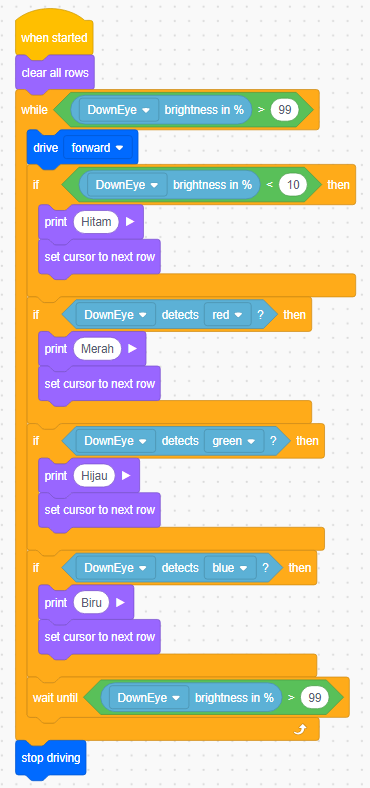 when started
clear all rows
while DownEye brightness in % > 99
drive forward
if DownEye brightness in % < 10 then
print Hitam
set cursor to next row
if DownEye detects red ? then
print Merah
set cursor to next row
if DownEye detects green ? then
print Hijau
set cursor to next row
if DownEye detects blue ? then
print Biru
set cursor to next row
wait until DownEye brightness in % > 99
stop driving